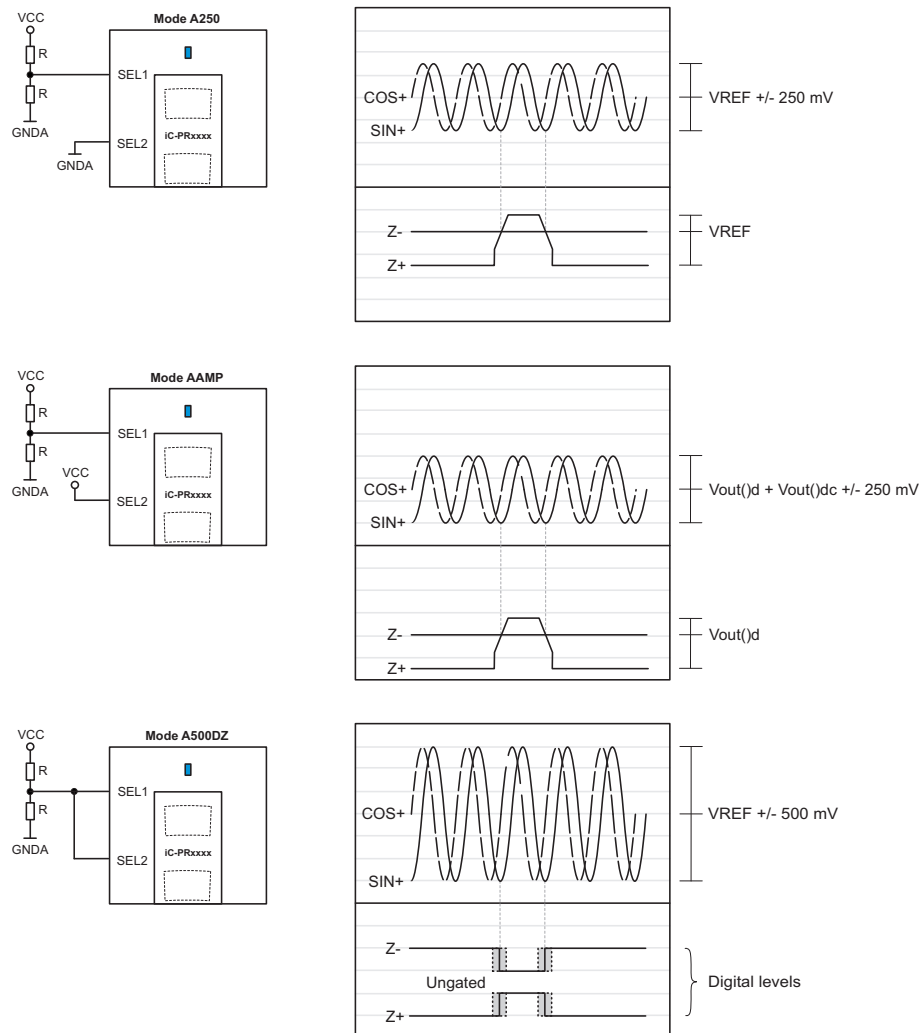 Mode A250
VCC
R
SEL1
R
GNDA
iC-PRxxxx
SEL2
GNDA
COS+
VREF +/- 250 mV
SIN+
Z-
VREF
Z+
Mode AAMP
VCC
R
SEL1
R
VCC
GNDA
SEL2
iC-PRxxxx
COS+
Vout()d + Vout()dc +/- 250 mV
SIN+
Z-
Vout()d
Z+
Mode A500DZ
VCC
R
SEL1
R
GNDA
SEL2
iC-PRxxxx
COS+
VREF +/- 500 mV
SIN+
Z-
Ungated
Digital levels
Z+